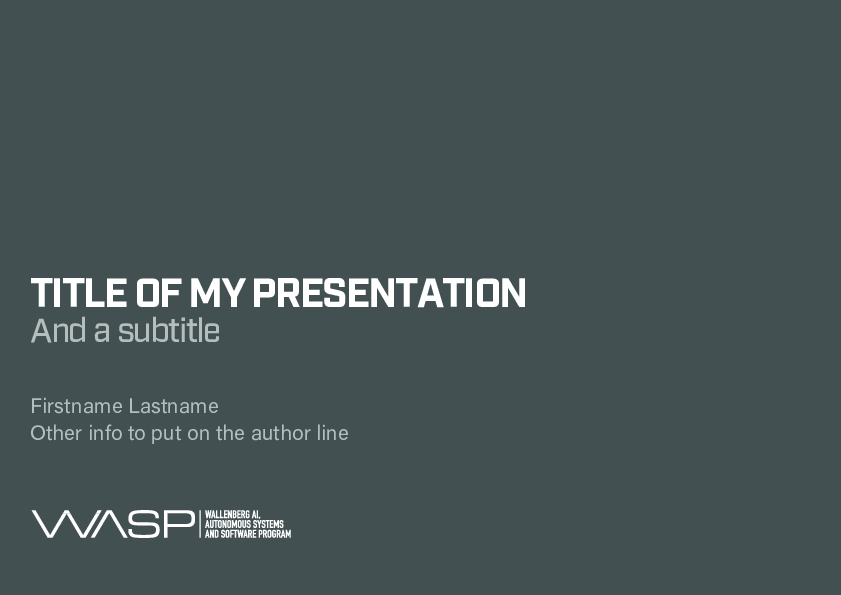 TITLE OF MY PRESENTATION
And a subtitle
Firstname Lastname
Other info to put on the author line
WASP
WALLENBERG AI,
AUTONOMOUS SYSTEMS
AND SOFTWARE PROGRAM